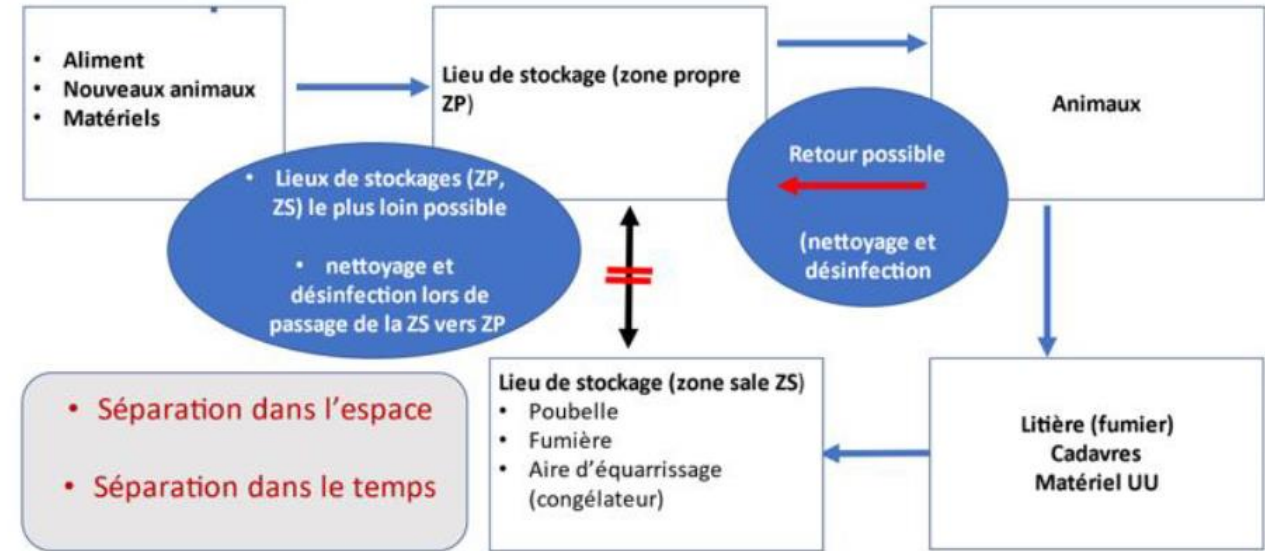 • Aliment
• Nouveaux animaux
• Matériels
Lieu de stockage (zone propre
ZP)
Animaux
• Lieux de stockages (ZP,
ZS) le plus loin possible
• nettoyage et
désinfection lors de
passage de la ZS vers ZP
Retour possible
(nettoyage et
désinfection
• Séparation dans l'espace
• Séparation dans le temps
Lieu de stockage (zone sale ZS)
• Poubelle
• Fumière
• Aire d'équarrissage
(congélateur)
Litière (fumier)
Cadavres
Matériel UU